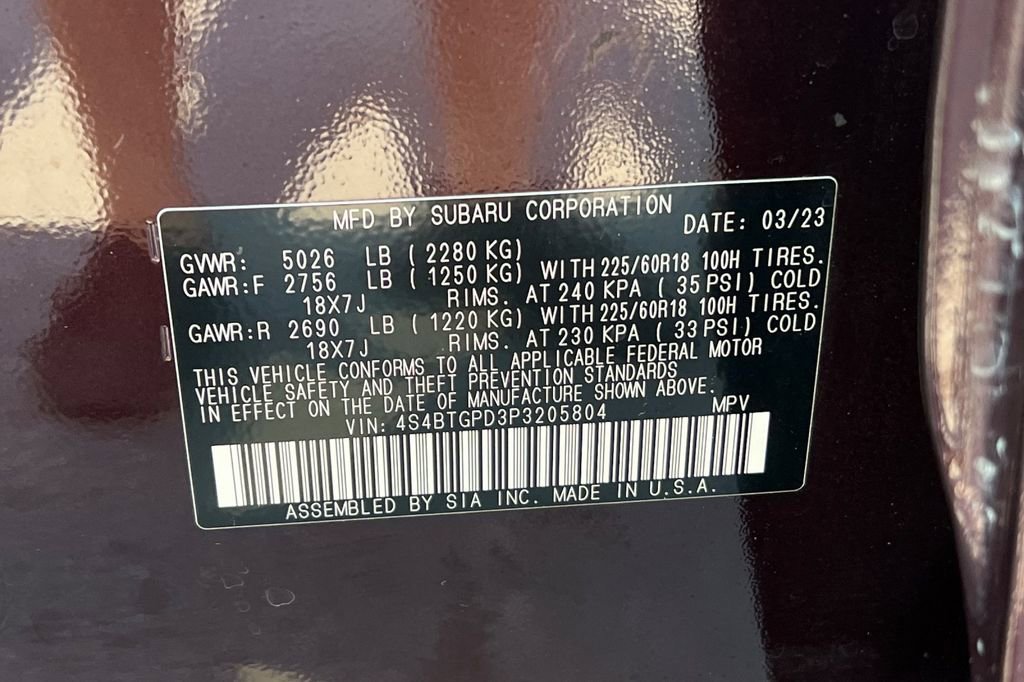 MFD BY SUBARU CORPORATION DATE: 03/23
GVWR: 5026 LB ( 2280 KG)
GAWR:F 2756 LB ( 1250 KG) WITH 225/60R18 100H TIRES.
18X7J RIMS. AT 240 KPA ( 35 PSI) COLD
GAWR:R 2690 LB ( 1220 KG) WITH 225/60R18 100H TIRES.
18X7J RIMS. AT 230 KPA ( 33 PSI) COLD
THIS VEHICLE CONFORMS TO ALL APPLICABLE FEDERAL MOTOR
VEHICLE SAFETY AND THEFT PREVENTION STANDARDS
IN EFFECT ON THE DATE OF MANUFACTURE SHOWN ABOVE.
VIN: 4S4BTGPD3P3205804 MPV
ASSEMBLED BY SIA INC. MADE IN U.S.A.